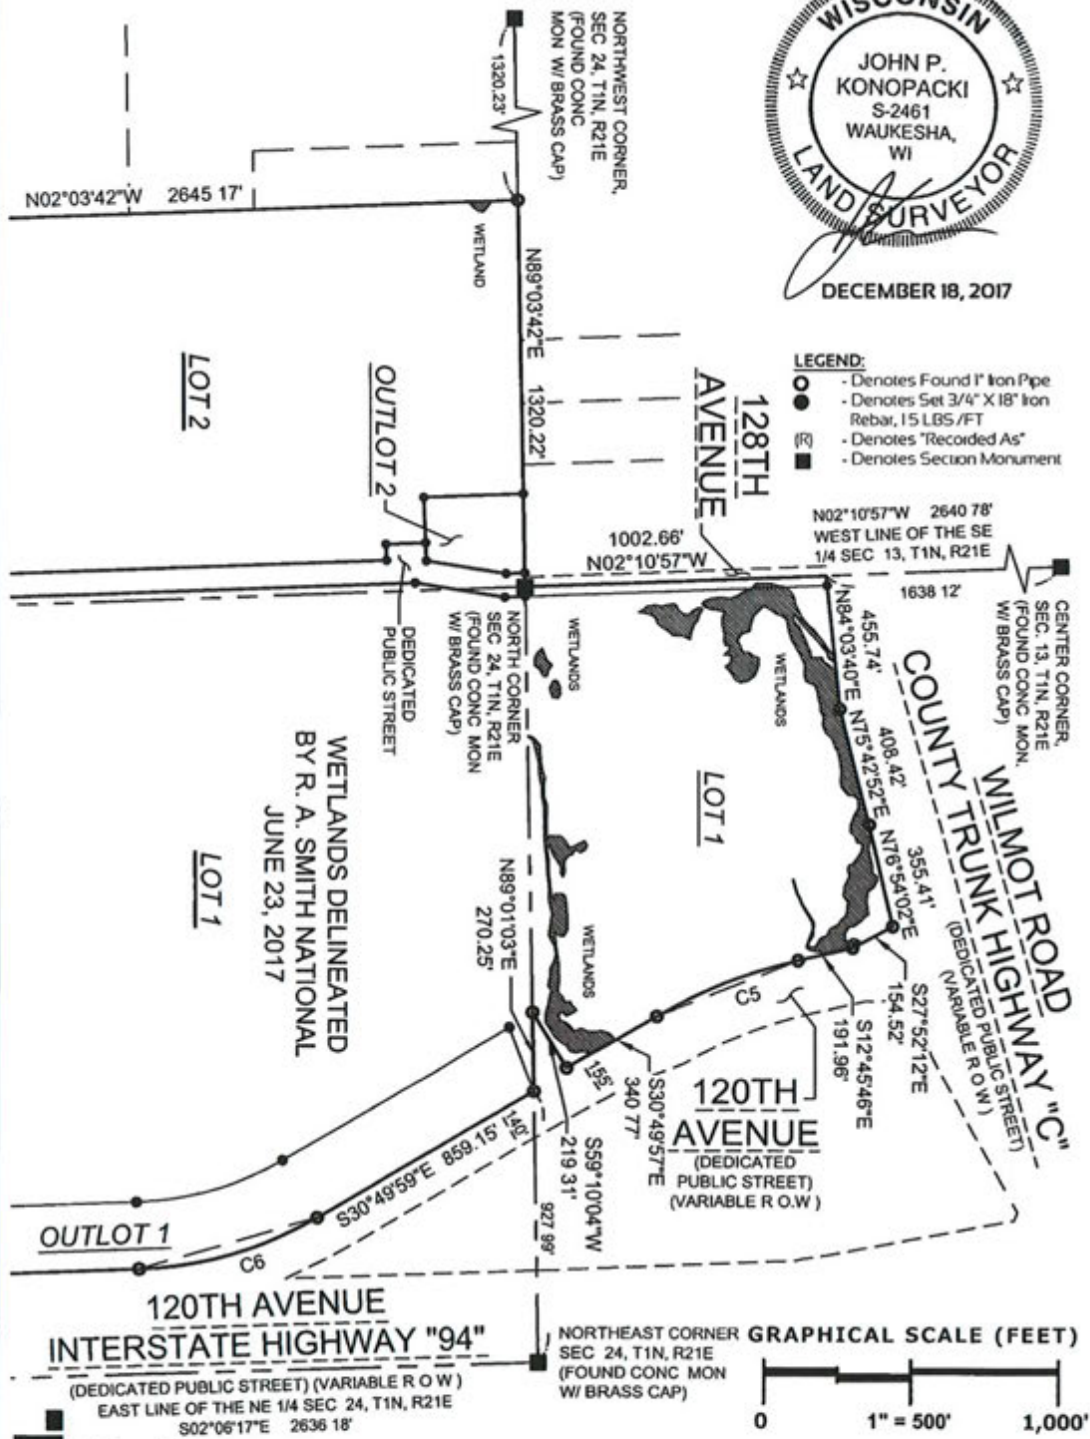 WISCONSIN
JOHN P.
KONOPACKI
S-2461
WAUKESHA,
WI
LAND SURVEYOR
DECEMBER 18, 2017
NORTHWEST CORNER,
SEC 24, T1N, R21E
(FOUND CONC
MON W/ BRASS CAP)
1320.23'
N02°03'42"W 2645 17'
WETLAND
N89°03'42"E 1320.22'
LOT 2
OUTLOT 2
128TH
AVENUE
LEGEND:
- Denotes Found 1" Iron Pipe
- Denotes Set 3/4" X 18" Iron
Rebar, 15 LBS/FT
(R) - Denotes "Recorded As"
- Denotes Section Monument
N02°10'57"W 2640 78'
WEST LINE OF THE SE
1/4 SEC 13, T1N, R21E
1002.66'
N02°10'57"W
1638 12'
CENTER CORNER,
SEC. 13, T1N, R21E
(FOUND CONC MON.
W/ BRASS CAP)
DEDICATED
PUBLIC STREET
NORTH CORNER
SEC 24, T1N, R21E
(FOUND CONC MON
W/ BRASS CAP)
WETLANDS
WETLANDS
455.74'
N84°03'40"E
408.42'
N75°42'52"E
355.41'
N76°54'02"E
WILMOT ROAD
COUNTY TRUNK HIGHWAY "C"
(DEDICATED PUBLIC STREET)
(VARIABLE R O W )
LOT 1
WETLANDS DELINEATED
BY R. A. SMITH NATIONAL
JUNE 23, 2017
LOT 1
N89°01'03"E
270.25'
WETLANDS
C5
S27°52'12"E
154.52'
S12°45'46"E
191.96'
155'
S30°49'57"E
340 77'
120TH
AVENUE
(DEDICATED
PUBLIC STREET)
(VARIABLE R O.W )
140'
S30°49'59"E 859.15'
S59°10'04"W
219 31'
927 99'
OUTLOT 1
C6
120TH AVENUE
INTERSTATE HIGHWAY "94"
(DEDICATED PUBLIC STREET) (VARIABLE R O W )
EAST LINE OF THE NE 1/4 SEC 24, T1N, R21E
S02°06'17"E 2636 18'
NORTHEAST CORNER
SEC 24, T1N, R21E
(FOUND CONC MON
W/ BRASS CAP)
GRAPHICAL SCALE (FEET)
0 1" = 500' 1,000'